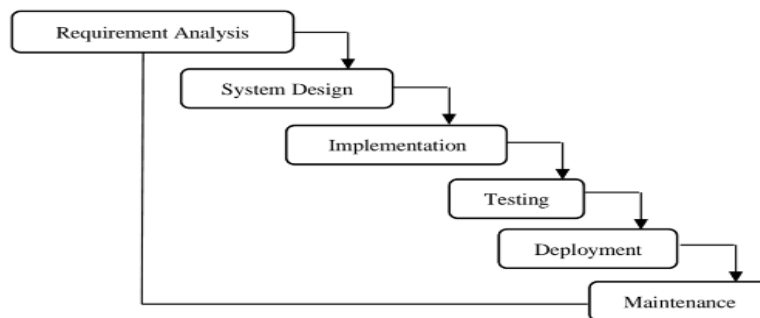 Requirement Analysis
System Design
Implementation
Testing
Deployment
Maintenance